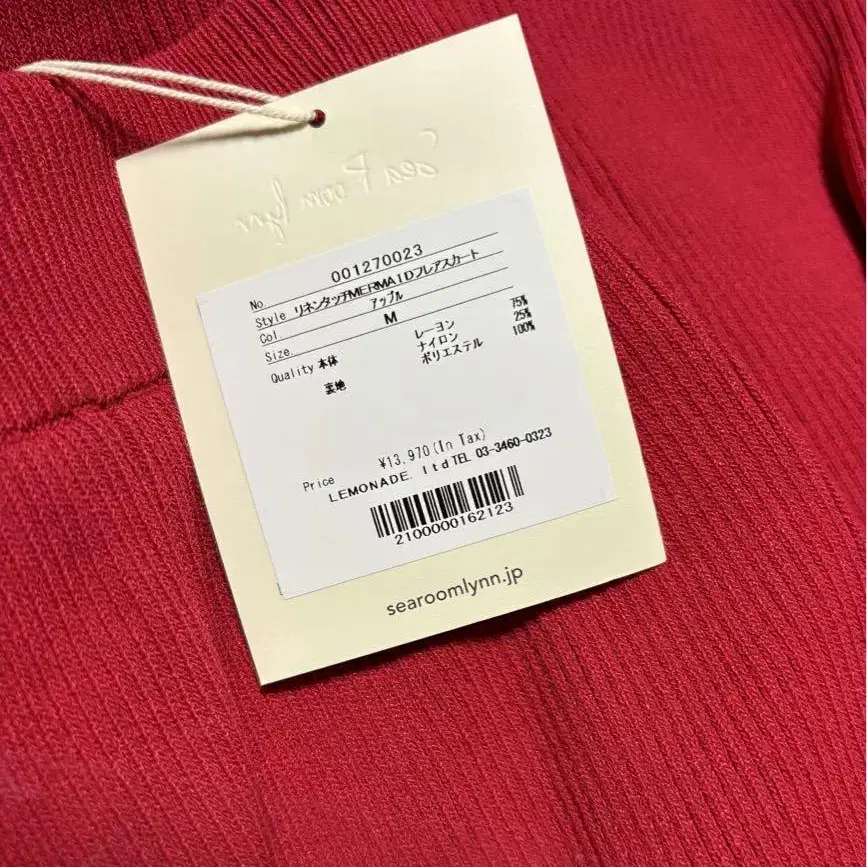 Sea Room lynn
No. 001270023
Style リネンタッチMERMAIDフレアスカート
Col. アップル
Size. M
Quality 本体 レーヨン 75%
ナイロン 25%
裏地 ポリエステル 100%
Price ¥13,970(In Tax)
LEMONADE. ltd TEL 03-3460-0323
2100000162123
searoomlynn.jp